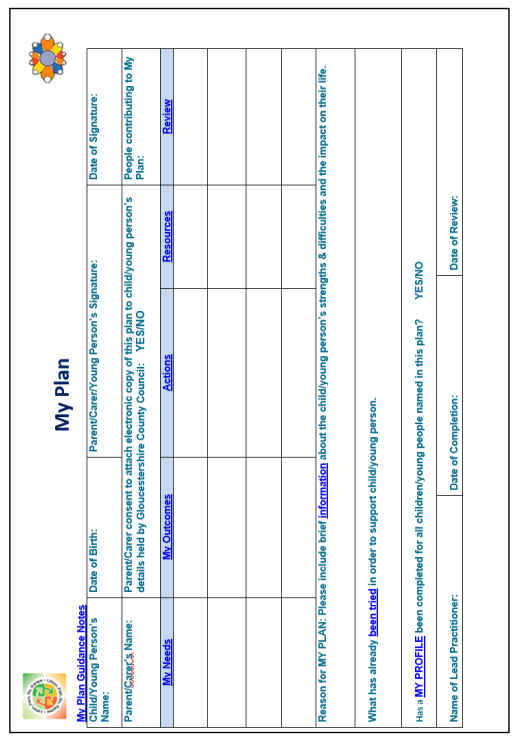 My Plan
My Plan Guidance Notes
Child/Young Person's
Name:
Date of Birth:
Parent/Carer/Young Person's Signature:
Date of Signature:
Parent/Carer's Name:
Parent/Carer consent to attach electronic copy of this plan to child/young person's
details held by Gloucestershire County Council: YES/NO
People contributing to My
Plan:
My Needs
My Outcomes
Actions
Resources
Review
Reason for MY PLAN: Please include brief information about the child/young person's strengths & difficulties and the impact on their life.
What has already been tried in order to support child/young person.
Has a MY PROFILE been completed for all children/young people named in this plan? YES/NO
Name of Lead Practitioner:
Date of Completion:
Date of Review: